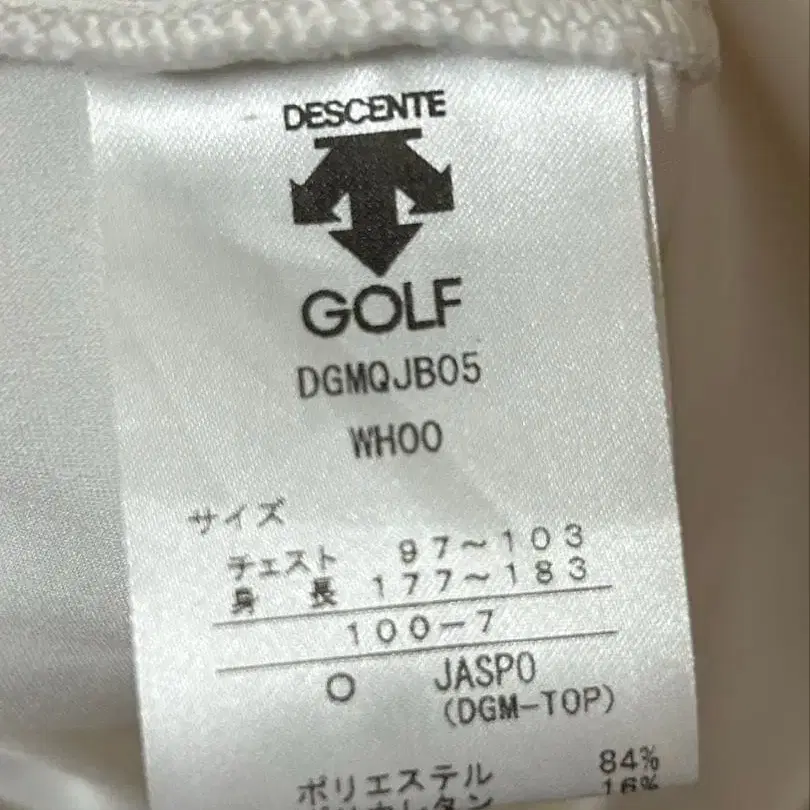 DESCENTE
GOLF
DGMQJB05
WH00
サイズ
チェスト 97〜103
身長 177〜183
100-7
O JASPO
(DGM-TOP)
ポリエステル 84%
16%